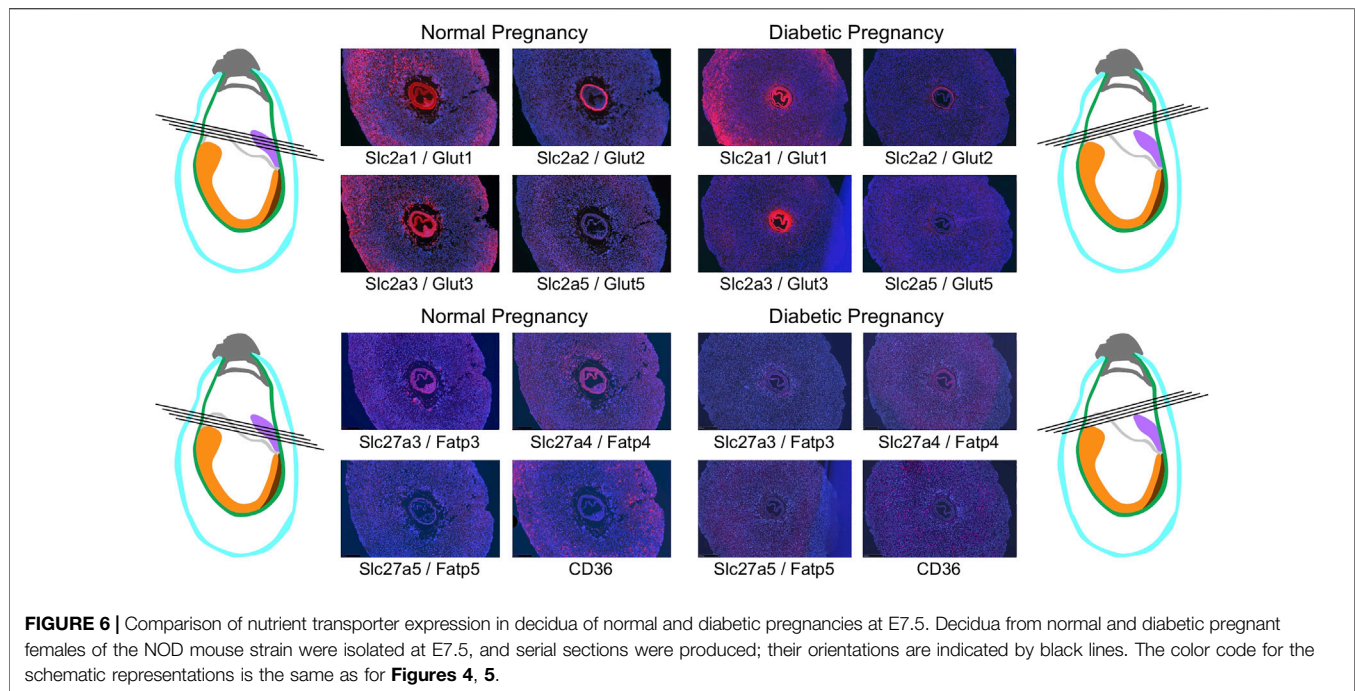 Normal Pregnancy
Diabetic Pregnancy
Slc2a1 / Glut1
Slc2a2 / Glut2
Slc2a1 / Glut1
Slc2a2 / Glut2
Slc2a3 / Glut3
Slc2a5 / Glut5
Slc2a3 / Glut3
Slc2a5 / Glut5
Normal Pregnancy
Diabetic Pregnancy
Slc27a3 / Fatp3
Slc27a4 / Fatp4
Slc27a3 / Fatp3
Slc27a4 / Fatp4
Slc27a5 / Fatp5
CD36
Slc27a5 / Fatp5
CD36
FIGURE 6 | Comparison of nutrient transporter expression in decidua of normal and diabetic pregnancies at E7.5. Decidua from normal and diabetic pregnant
females of the NOD mouse strain were isolated at E7.5, and serial sections were produced; their orientations are indicated by black lines. The color code for the
schematic representations is the same as for Figures 4, 5.